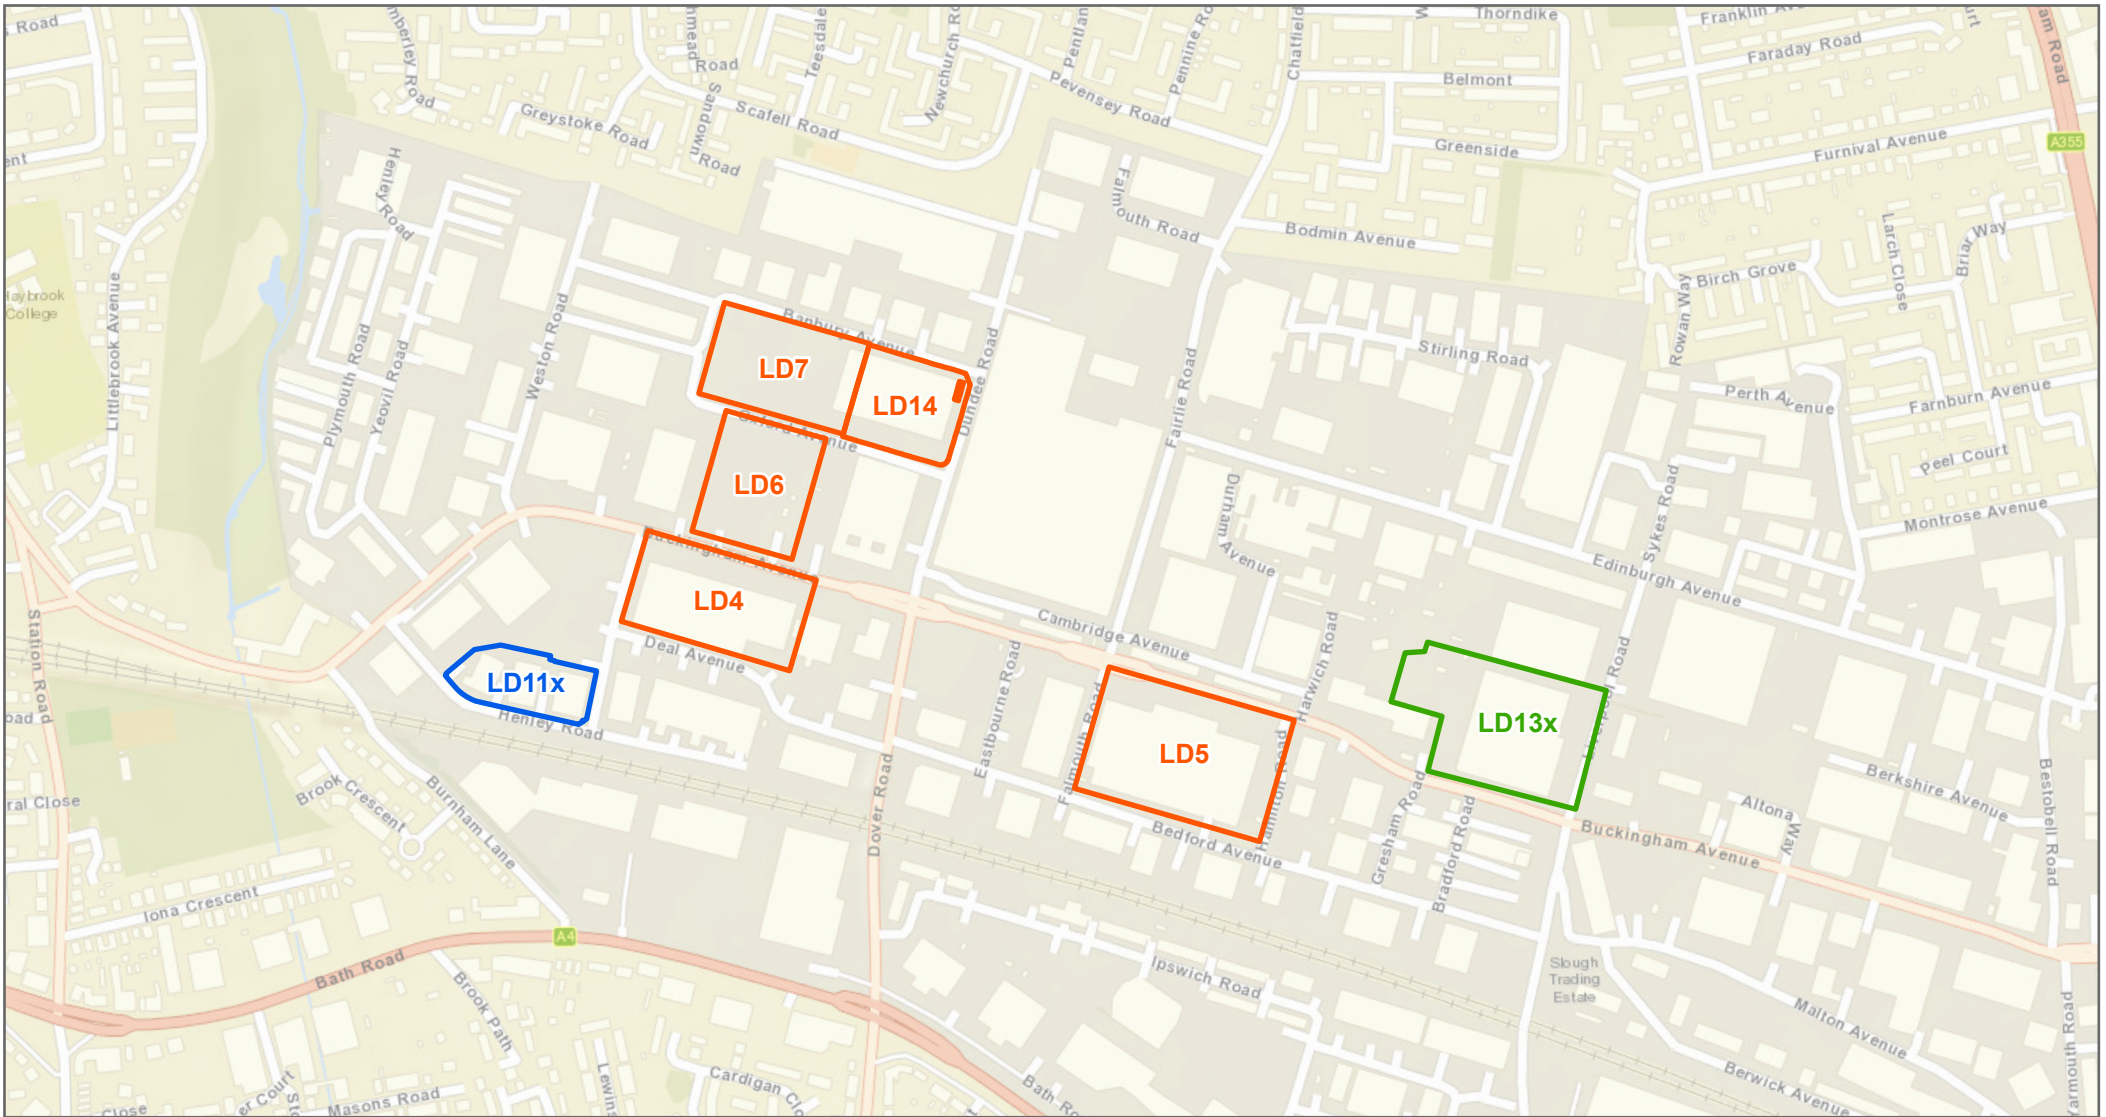 Road
Road
Thorndike
Faraday Road
Belmont
Pevensey Road
Pennine
Chatfield
Teesdale
A355
Scafell Road
Greystoke Road
Sandown
Road
Newchurch
Furnival Avenue
Greenside
Henley Road
Falmouth Road
Bodmin Avenue
Larch Close
Briar Way
Birch Grove
Rowan Way
Haybrook
College
Littlebrook Avenue
Weston Road
Banbury Avenue
Dundee Road
Fairlie Road
Stirling Road
Plymouth Road
Yeovil Road
LD7
LD14
Perth Avenue
Farnburn Avenue
Oxford Avenue
Peel Court
LD6
Durham Avenue
Sykes Road
Montrose Avenue
Buckingham Avenue
Edinburgh Avenue
LD4
Cambridge Avenue
Station Road
Deal Avenue
Eastbourne Road
Harwich Road
Liverpool Road
LD11x
Henley Road
Falmouth Road
LD5
Hamilton Road
LD13x
Dover Road
Berkshire Avenue
Altona Way
Bestobell Road
Brook Crescent
Burnham Lane
Bedford Avenue
Gresham Road
Bradford Road
Buckingham Avenue
Iona Crescent
A4
Bath Road
Brook Path
Ipswich Road
Slough
Trading
Estate
Malton Avenue
Yarmouth Road
Berwick Avenue
Masons Road
Cardigan
Bath
Close